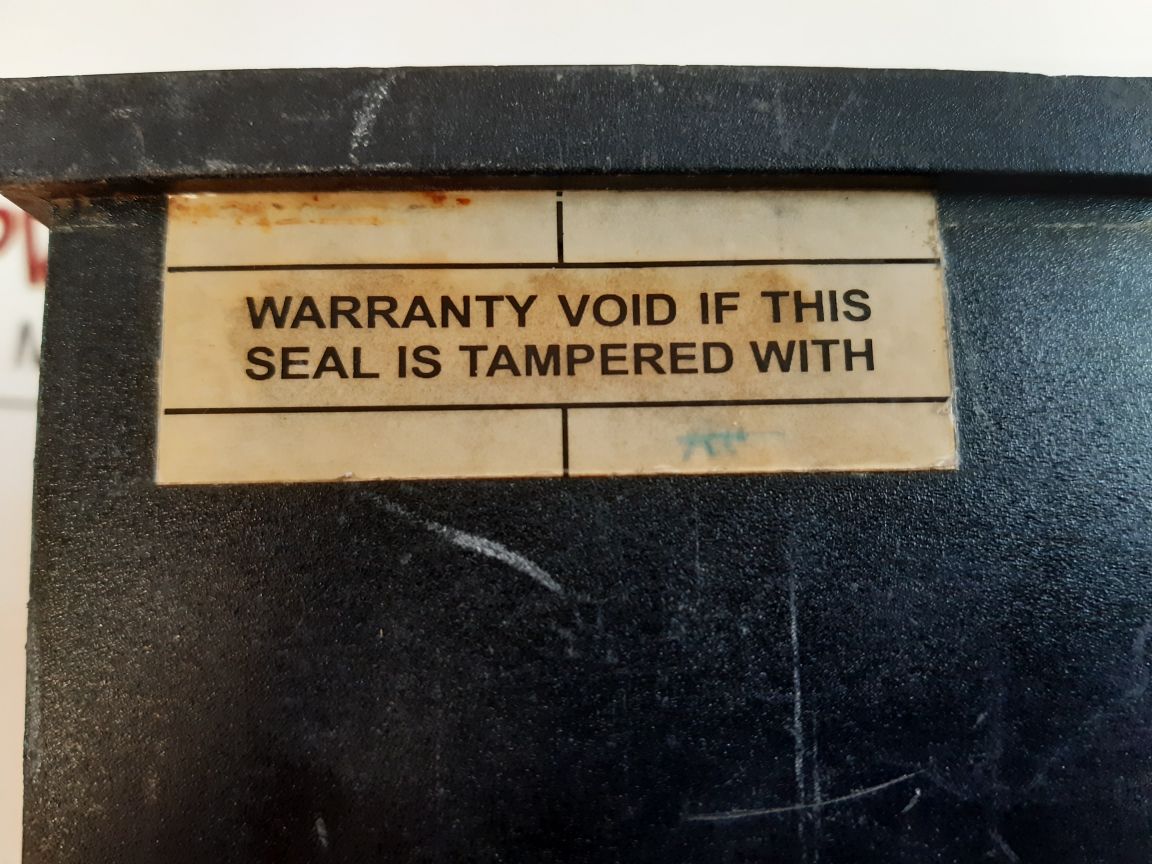 WARRANTY VOID IF THIS
SEAL IS TAMPERED WITH